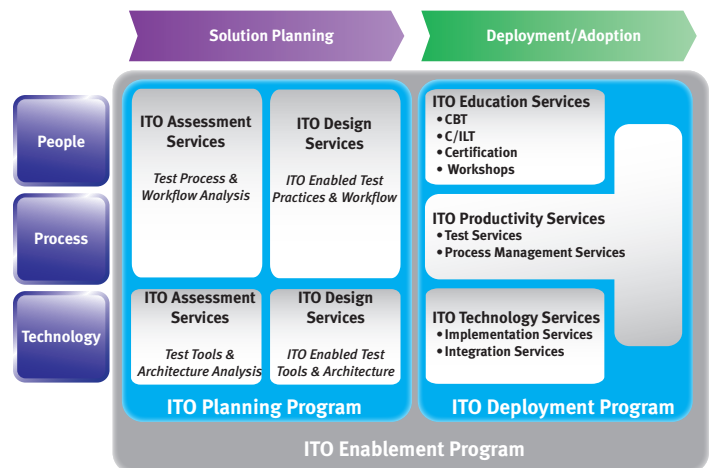 Solution Planning
Deployment/Adoption
People
Process
Technology
ITO Assessment
Services
Test Process &
Workflow Analysis
ITO Design
Services
ITO Enabled Test
Practices & Workflow
ITO Assessment
Services
Test Tools &
Architecture Analysis
ITO Design
Services
ITO Enabled Test
Tools & Architecture
ITO Planning Program
ITO Education Services
• CBT
• C/ILT
• Certification
• Workshops
ITO Productivity Services
• Test Services
• Process Management Services
ITO Technology Services
• Implementation Services
• Integration Services
ITO Deployment Program
ITO Enablement Program